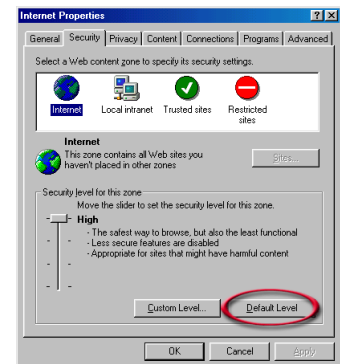 Internet Properties
General Security Privacy Content Connections Programs Advanced
Select a Web content zone to specify its security settings.
Internet Local intranet Trusted sites Restricted
sites
Internet
This zone contains all Web sites you
haven't placed in other zones
Sites...
Security level for this zone
Move the slider to set the security level for this zone.
High
- The safest way to browse, but also the least functional
- Less secure features are disabled
- Appropriate for sites that might have harmful content
Custom Level... Default Level
OK Cancel Apply